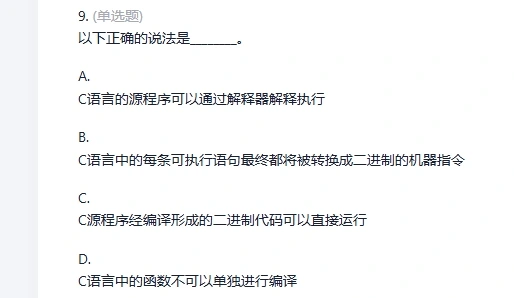 9. (单选题)
以下正确的说法是________。
A.
C语言的源程序可以通过解释器解释执行
B.
C语言中的每条可执行语句最终都将被转换成二进制的机器指令
C.
C源程序经编译形成的二进制代码可以直接运行
D.
C语言中的函数不可以单独进行编译